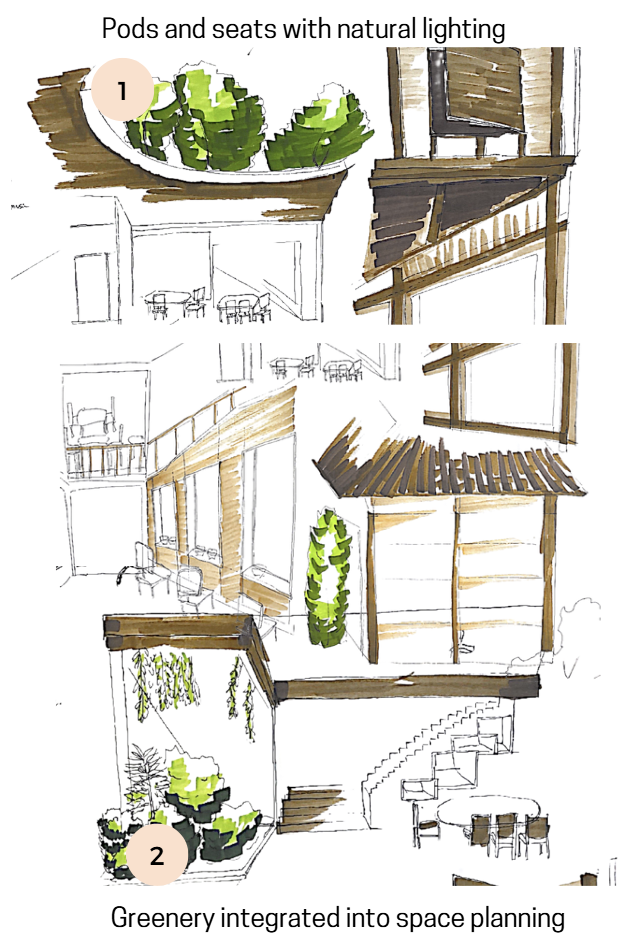 Pods and seats with natural lighting
1
2
Greenery integrated into space planning